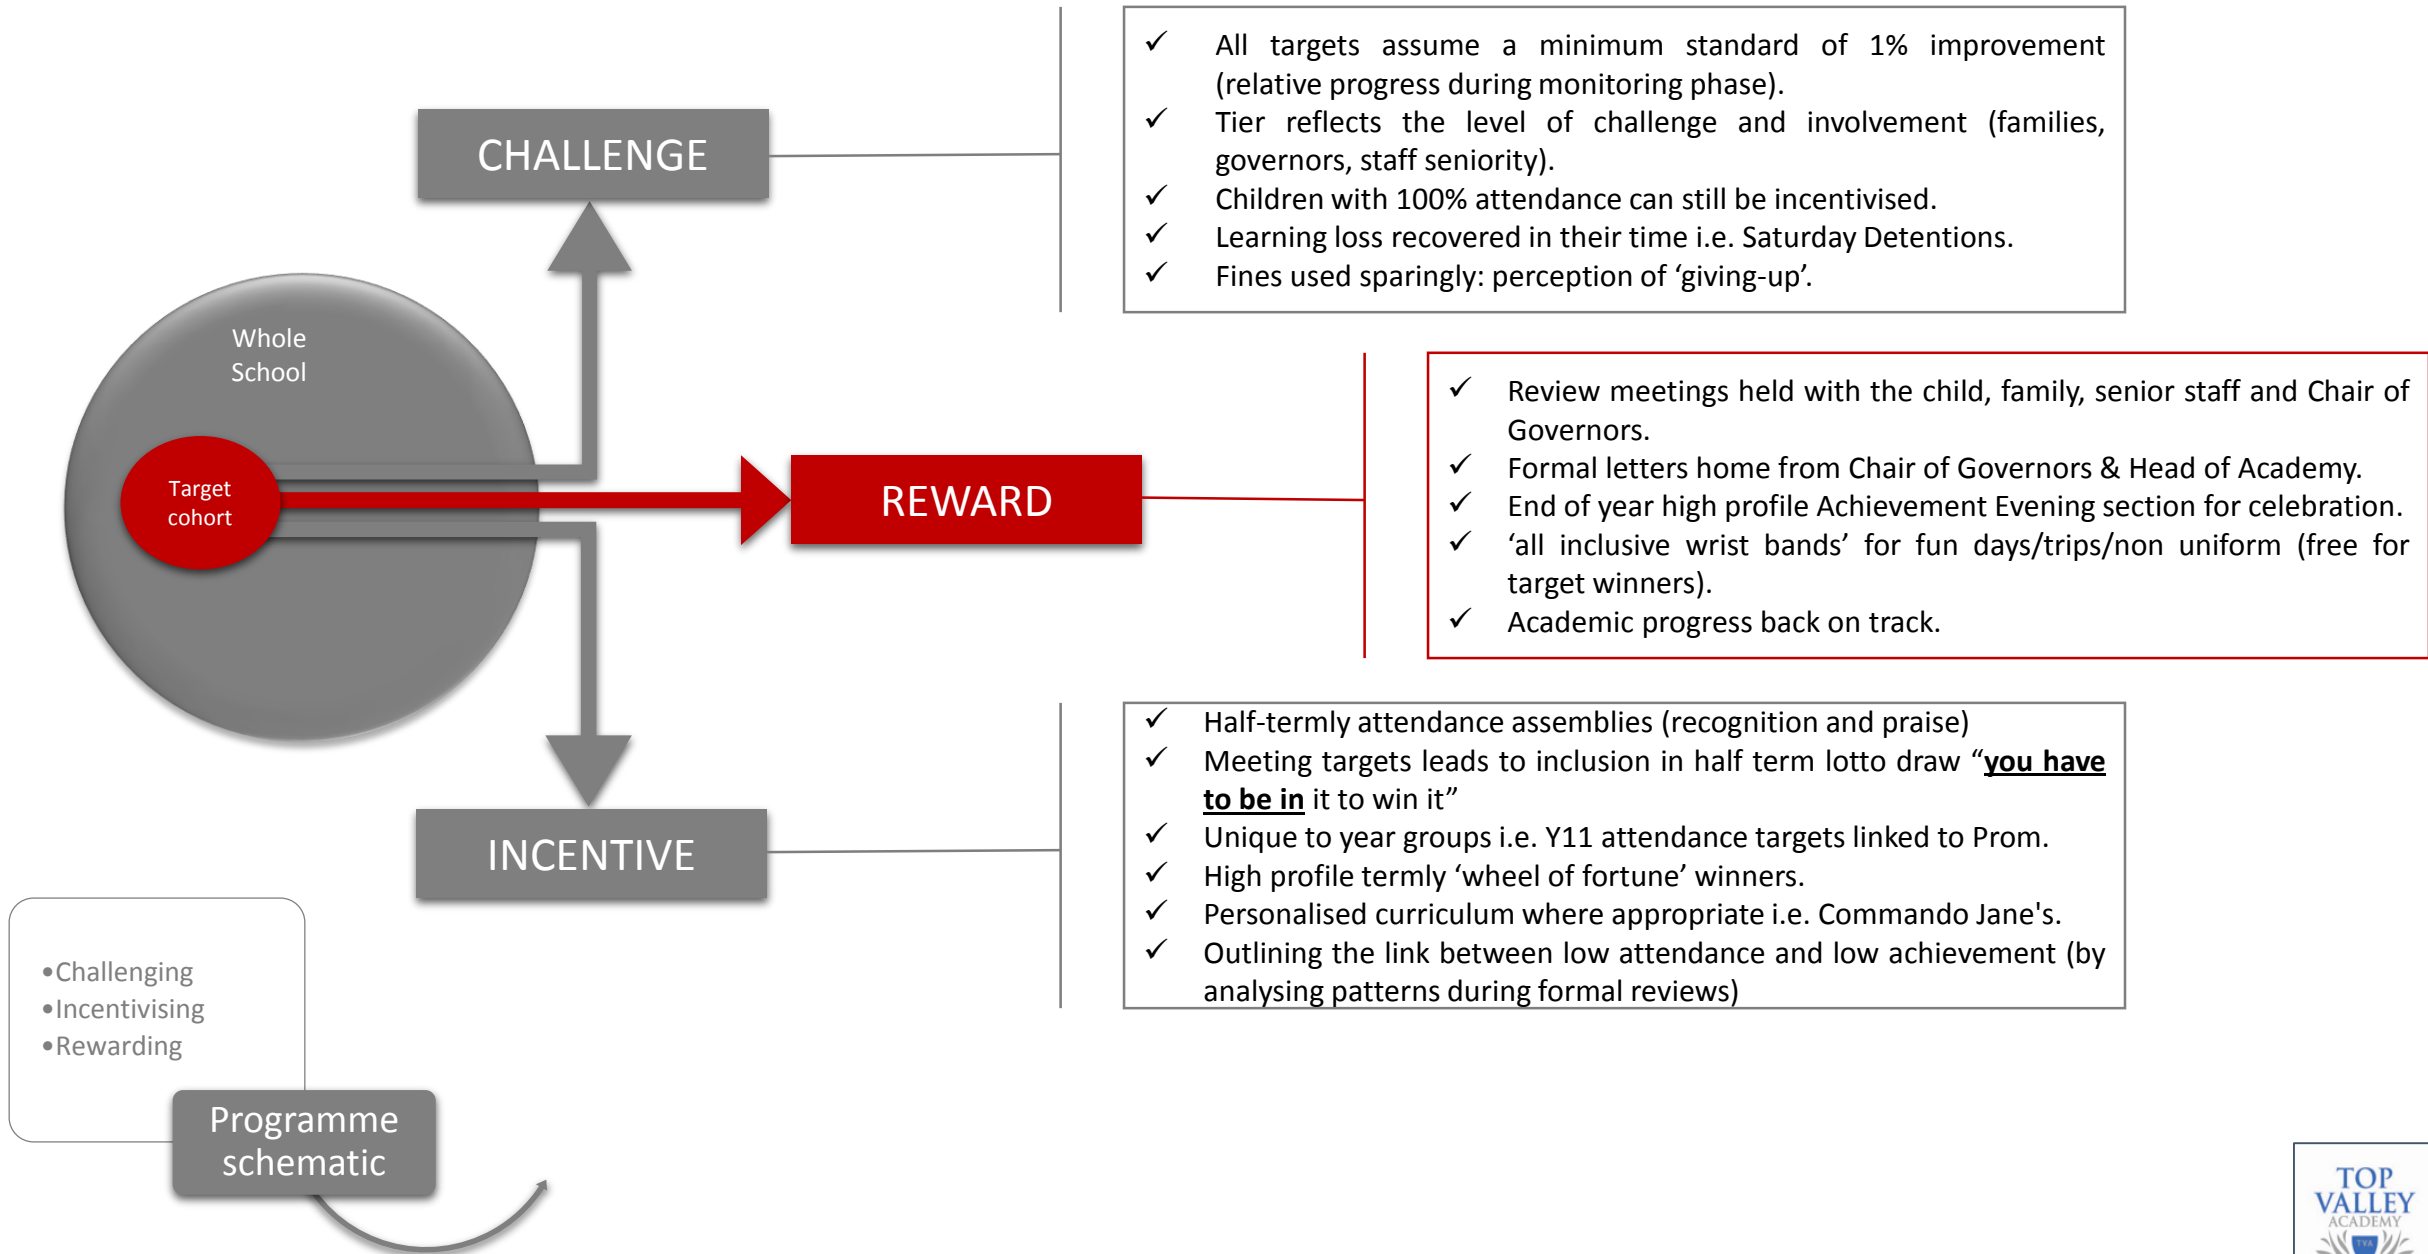 CHALLENGE
✓ All targets assume a minimum standard of 1% improvement
(relative progress during monitoring phase).
✓ Tier reflects the level of challenge and involvement (families,
governors, staff seniority).
✓ Children with 100% attendance can still be incentivised.
✓ Learning loss recovered in their time i.e. Saturday Detentions.
✓ Fines used sparingly: perception of ‘giving-up’.
Whole
School
Target
cohort
REWARD
✓ Review meetings held with the child, family, senior staff and Chair of
Governors.
✓ Formal letters home from Chair of Governors & Head of Academy.
✓ End of year high profile Achievement Evening section for celebration.
✓ ‘all inclusive wrist bands’ for fun days/trips/non uniform (free for
target winners).
✓ Academic progress back on track.
INCENTIVE
✓ Half-termly attendance assemblies (recognition and praise)
✓ Meeting targets leads to inclusion in half term lotto draw “you have
to be in it to win it”
✓ Unique to year groups i.e. Y11 attendance targets linked to Prom.
✓ High profile termly ‘wheel of fortune’ winners.
✓ Personalised curriculum where appropriate i.e. Commando Jane's.
✓ Outlining the link between low attendance and low achievement (by
analysing patterns during formal reviews)
•Challenging
•Incentivising
•Rewarding
Programme
schematic
TOP
VALLEY
ACADEMY
TVA